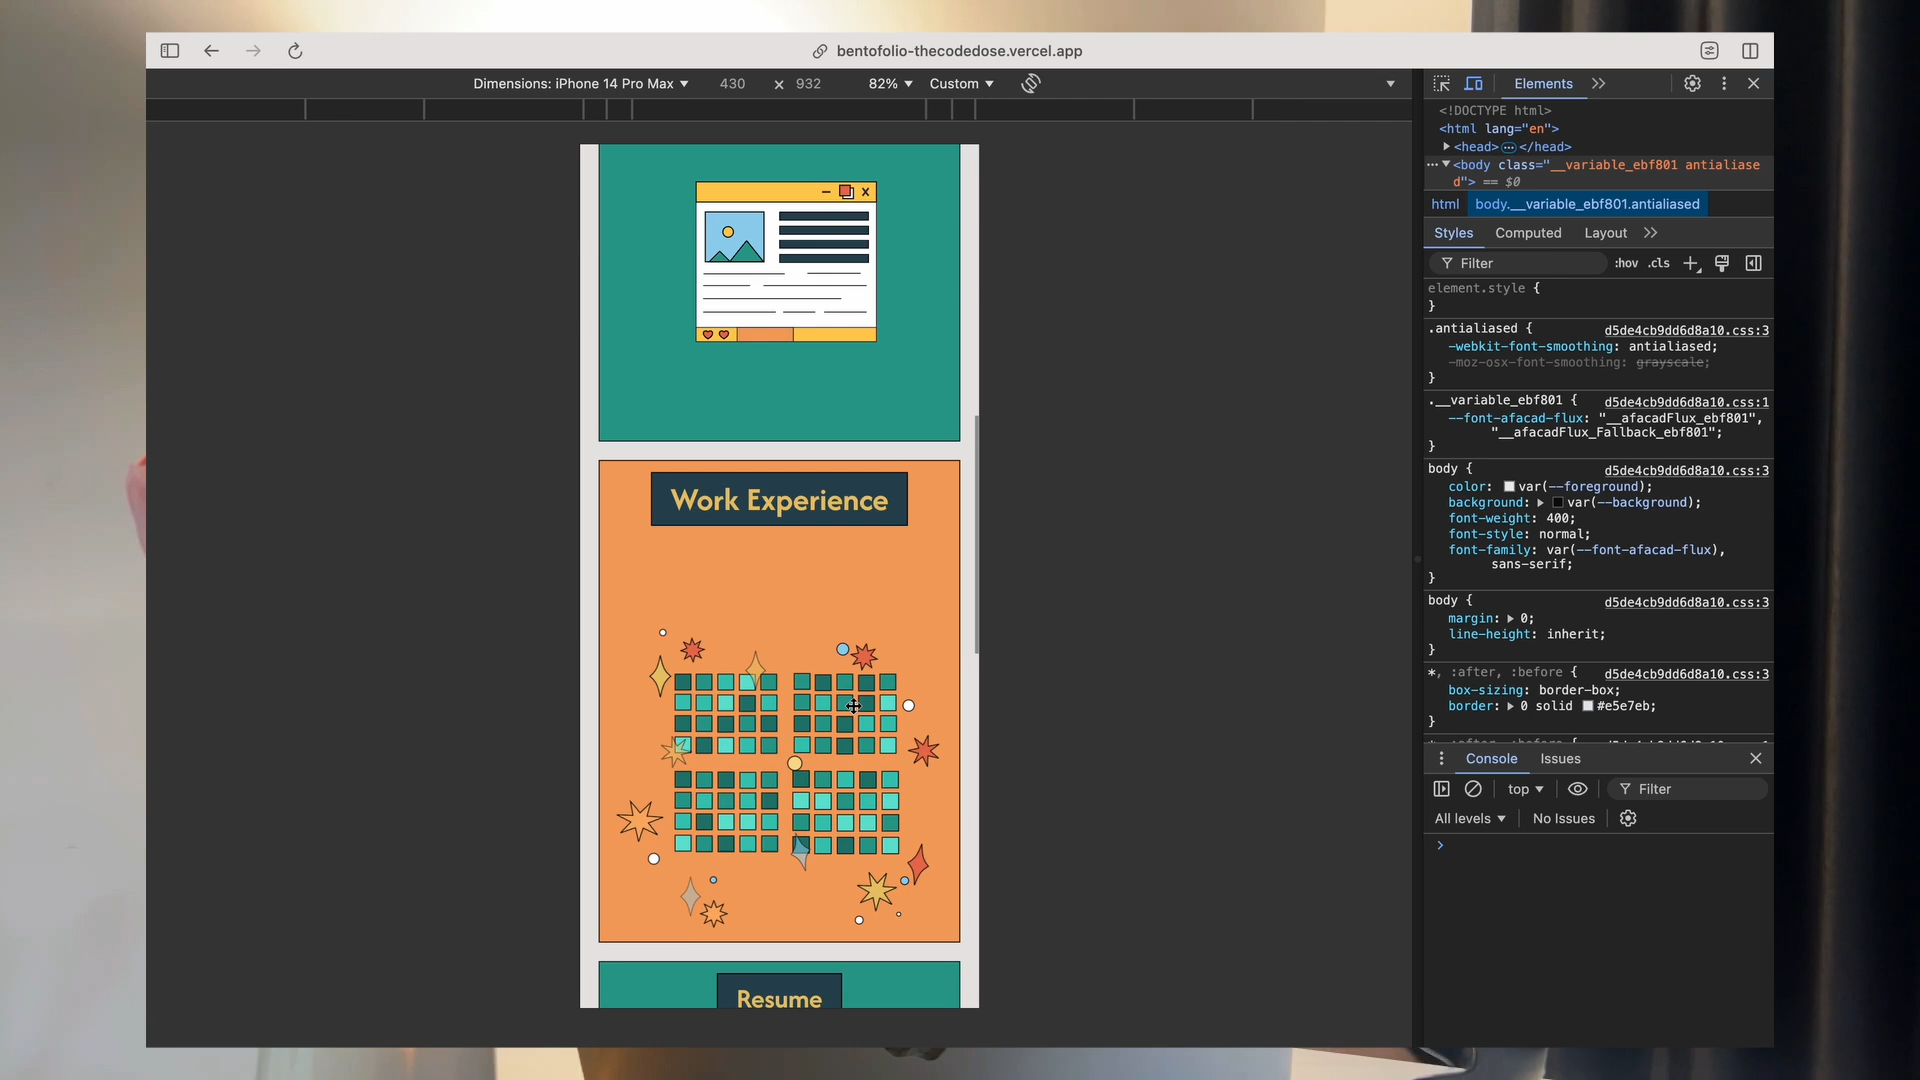 bentofolio-thecodedose.vercel.app
Dimensions: iPhone 14 Pro Max ▼ 430 × 932 82% ▼ Custom ▼
Work Experience
Resume
Elements
<!DOCTYPE html>
<html lang="en">
<head>…</head>
<body class="__variable_ebf801 antialiase
d"> == $0
html body.__variable_ebf801.antialiased
Styles Computed Layout
Filter :hov .cls
element.style {
}
.antialiased { d5de4cb9dd6d8a10.css:3
-webkit-font-smoothing: antialiased;
-moz-osx-font-smoothing: grayscale;
}
.__variable_ebf801 { d5de4cb9dd6d8a10.css:1
--font-afacad-flux: "__afacadFlux_ebf801",
"__afacadFlux_Fallback_ebf801";
}
body { d5de4cb9dd6d8a10.css:3
color: var(--foreground);
background: var(--background);
font-weight: 400;
font-style: normal;
font-family: var(--font-afacad-flux),
sans-serif;
}
body { d5de4cb9dd6d8a10.css:3
margin: 0;
line-height: inherit;
}
*, :after, :before { d5de4cb9dd6d8a10.css:3
box-sizing: border-box;
border: 0 solid #e5e7eb;
}
Console Issues
top ▼ Filter
All levels ▼ No Issues